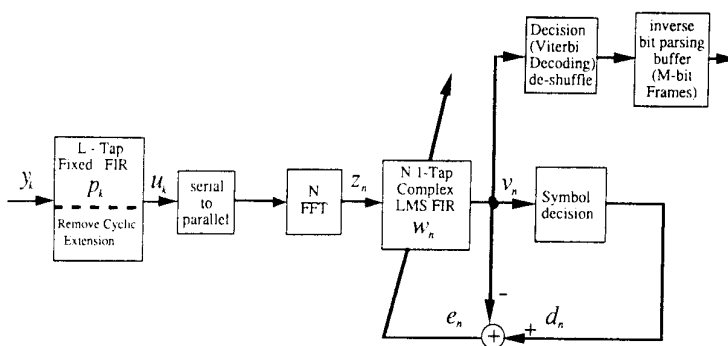 Decision
(Viterbi
Decoding)
de-shuffle
inverse
bit parsing
buffer
(M-bit
Frames)
L - Tap
Fixed FIR
p_k
Remove Cyclic
Extension
y_k
u_k
serial
to
parallel
N
FFT
z_n
N 1-Tap
Complex
LMS FIR
w_n
v_n
Symbol
decision
-
e_n
+
+
d_n